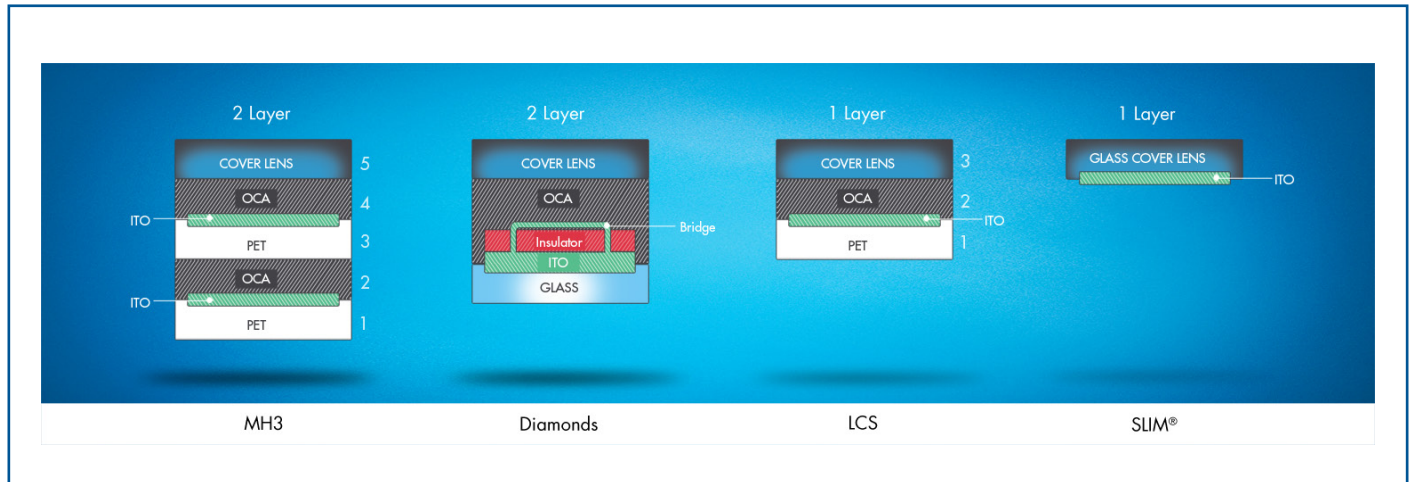 2 Layer
COVER LENS
5
OCA
4
ITO
PET
3
OCA
2
ITO
PET
1
MH3
2 Layer
COVER LENS
OCA
Bridge
Insulator
ITO
GLASS
Diamonds
1 Layer
COVER LENS
3
OCA
2
ITO
PET
1
LCS
1 Layer
GLASS COVER LENS
ITO
SLIM®